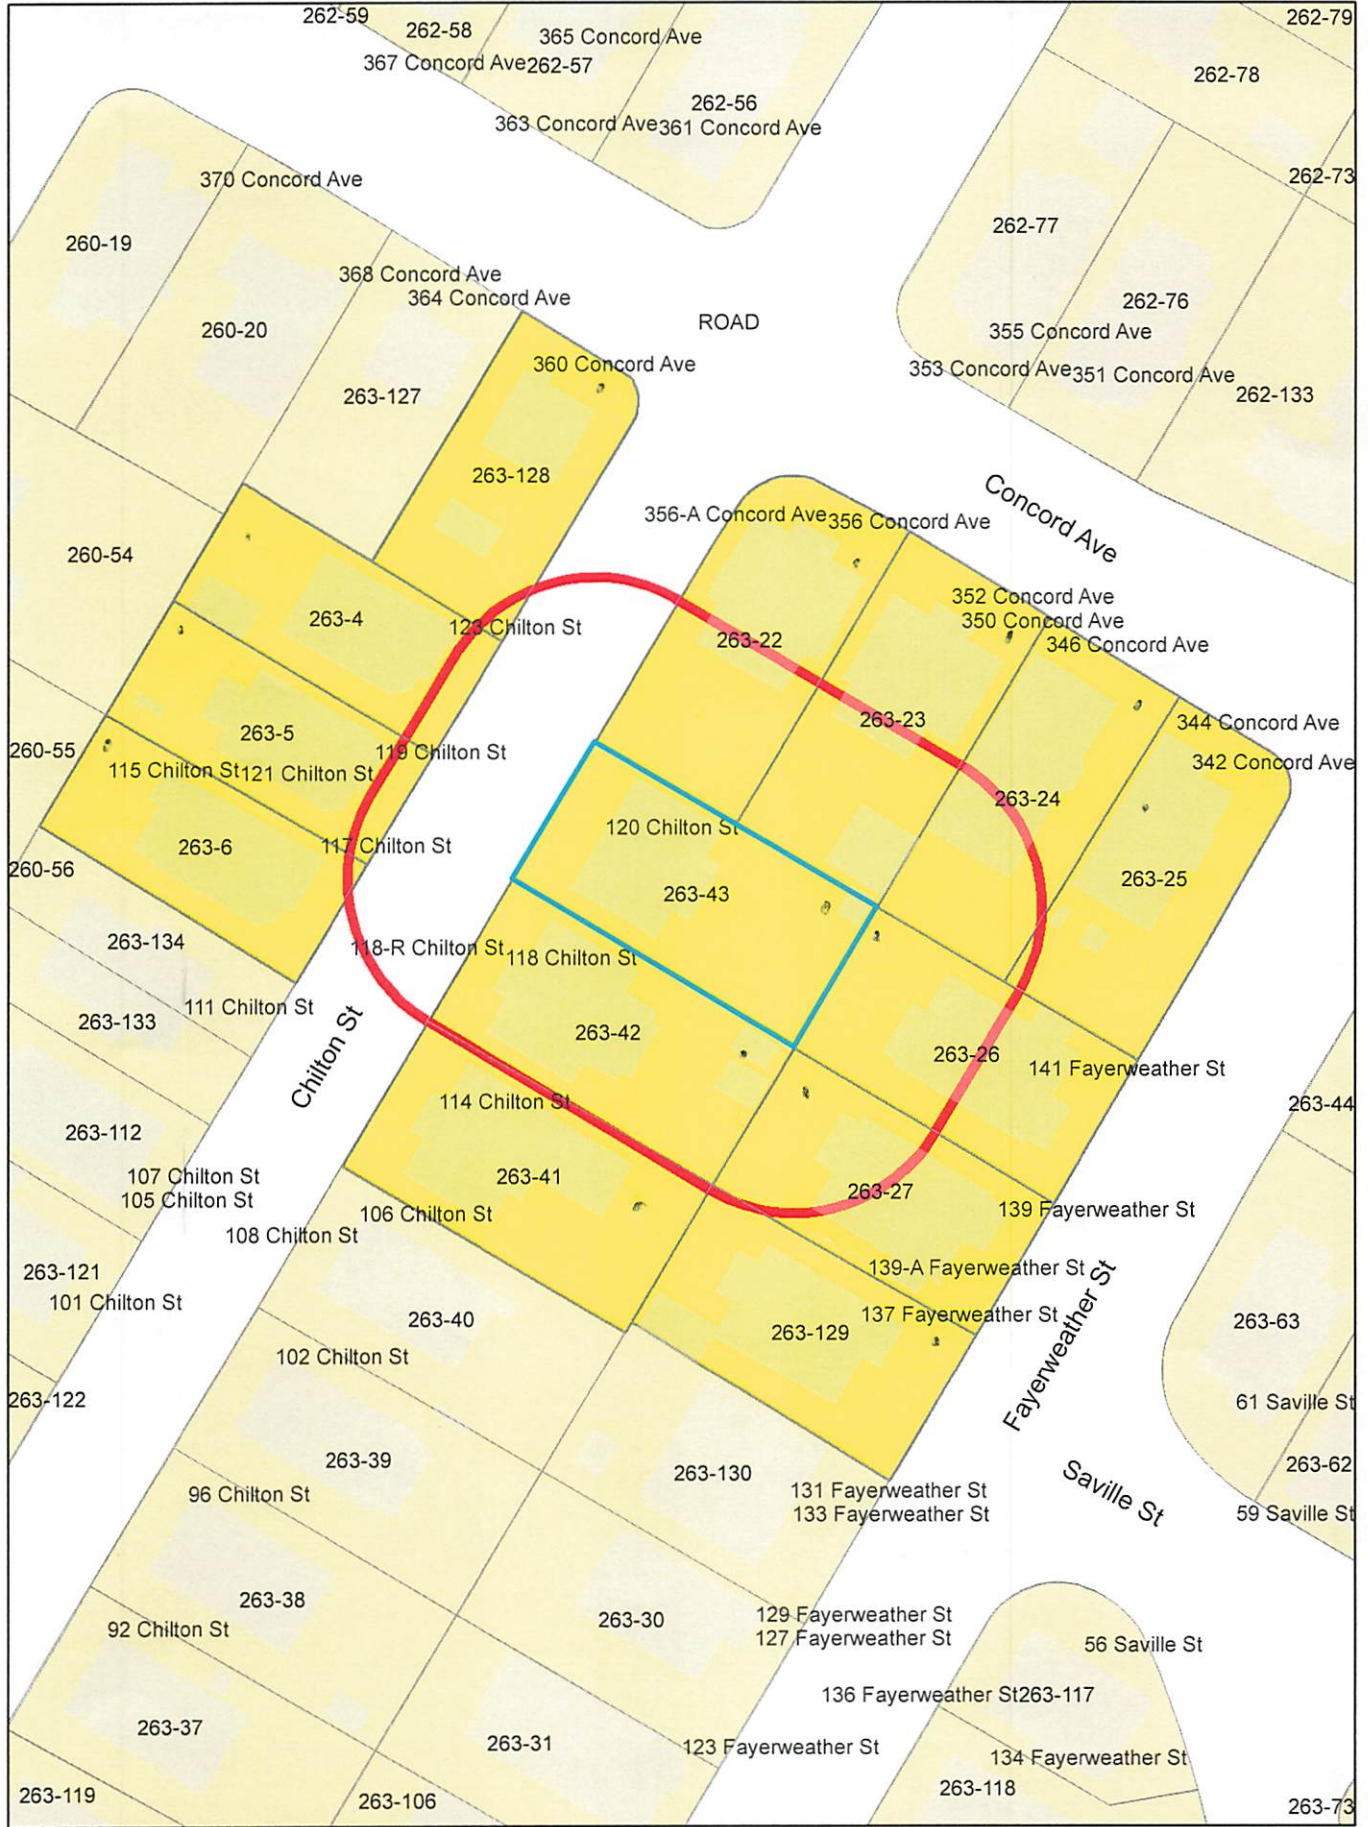 262-59
262-58
365 Concord Ave
262-79
367 Concord Ave
262-57
262-78
262-56
363 Concord Ave
361 Concord Ave
370 Concord Ave
262-73
260-19
262-77
368 Concord Ave
364 Concord Ave
262-76
260-20
ROAD
355 Concord Ave
360 Concord Ave
353 Concord Ave
351 Concord Ave
263-127
262-133
263-128
Concord Ave
356-A Concord Ave
356 Concord Ave
260-54
352 Concord Ave
263-4
350 Concord Ave
123 Chilton St
263-22
346 Concord Ave
263-23
344 Concord Ave
263-5
260-55
119 Chilton St
342 Concord Ave
115 Chilton St
121 Chilton St
263-24
120 Chilton St
263-6
117 Chilton St
260-56
263-25
263-43
263-134
118-R Chilton St
118 Chilton St
111 Chilton St
263-133
263-42
263-26
Chilton St
141 Fayerweather St
114 Chilton St
263-44
263-112
107 Chilton St
263-41
263-27
105 Chilton St
106 Chilton St
139 Fayerweather St
108 Chilton St
263-121
139-A Fayerweather St
101 Chilton St
137 Fayerweather St
263-40
263-129
Fayerweather St
263-63
102 Chilton St
263-122
61 Saville St
263-39
263-130
263-62
96 Chilton St
131 Fayerweather St
Saville St
133 Fayerweather St
59 Saville St
263-38
129 Fayerweather St
263-30
92 Chilton St
127 Fayerweather St
56 Saville St
136 Fayerweather St
263-117
263-37
263-31
123 Fayerweather St
134 Fayerweather St
263-118
263-119
263-106
263-73